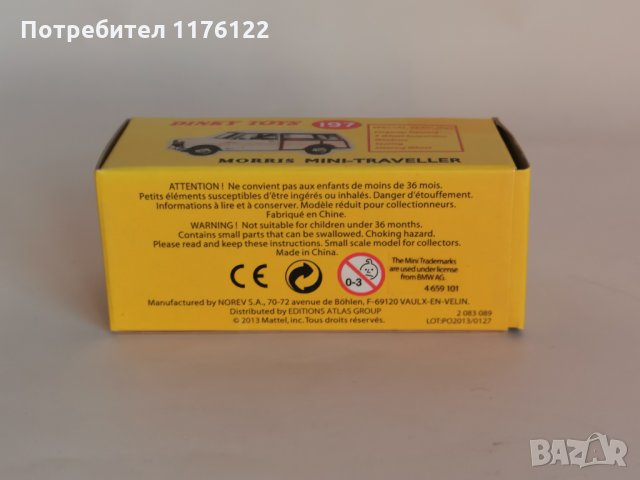 Потребител 1176122
DINKY TOYS 197
MORRIS MINI-TRAVELLER
ATTENTION ! Ne convient pas aux enfants de moins de 36 mois.
Petits éléments susceptibles d'être ingérés ou inhalés. Danger d'étouffement.
Informations à lire et à conserver. Modèle réduit pour collectionneurs.
Fabriqué en Chine.
WARNING ! Not suitable for children under 36 months.
Contains small parts that can be swallowed. Choking hazard.
Please read and keep these instructions. Small scale model for collectors.
Made in China.
CE
0-3
The Mini Trademarks
are used under license
from BMW AG.
4 659 101
Manufactured by NOREV S.A., 70-72 avenue de Böhlen, F-69120 VAULX-EN-VELIN.
Distributed by EDITIONS ATLAS GROUP
© 2013 Mattel, inc. Tous droits réservés.
2 083 089
LOT:PO2013/0127
BAZAR